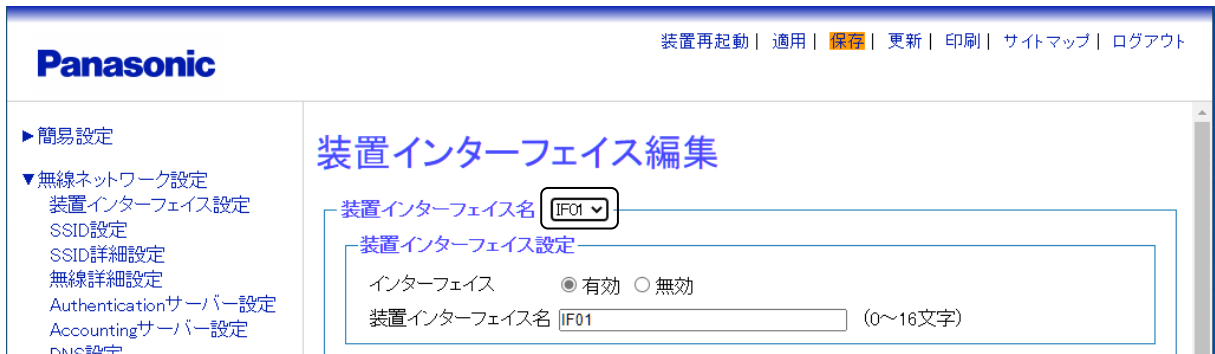 Panasonic
装置再起動| 適用| 保存| 更新| 印刷| サイトマップ| ログアウト
▶簡易設定
▼無線ネットワーク設定
装置インターフェイス設定
SSID設定
SSID詳細設定
無線詳細設定
Authenticationサーバー設定
Accountingサーバー設定
DNS設定
装置インターフェイス編集
装置インターフェイス名 IF01
装置インターフェイス設定
インターフェイス 有効 無効
装置インターフェイス名 IF01 (0～16文字)